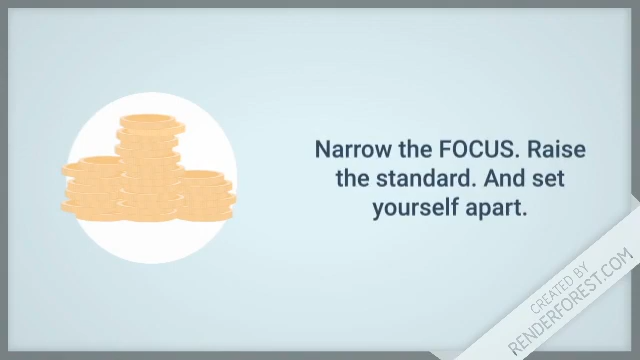 Narrow the FOCUS. Raise
the standard. And set
yourself apart.
CREATED BY
RENDERFOREST.COM